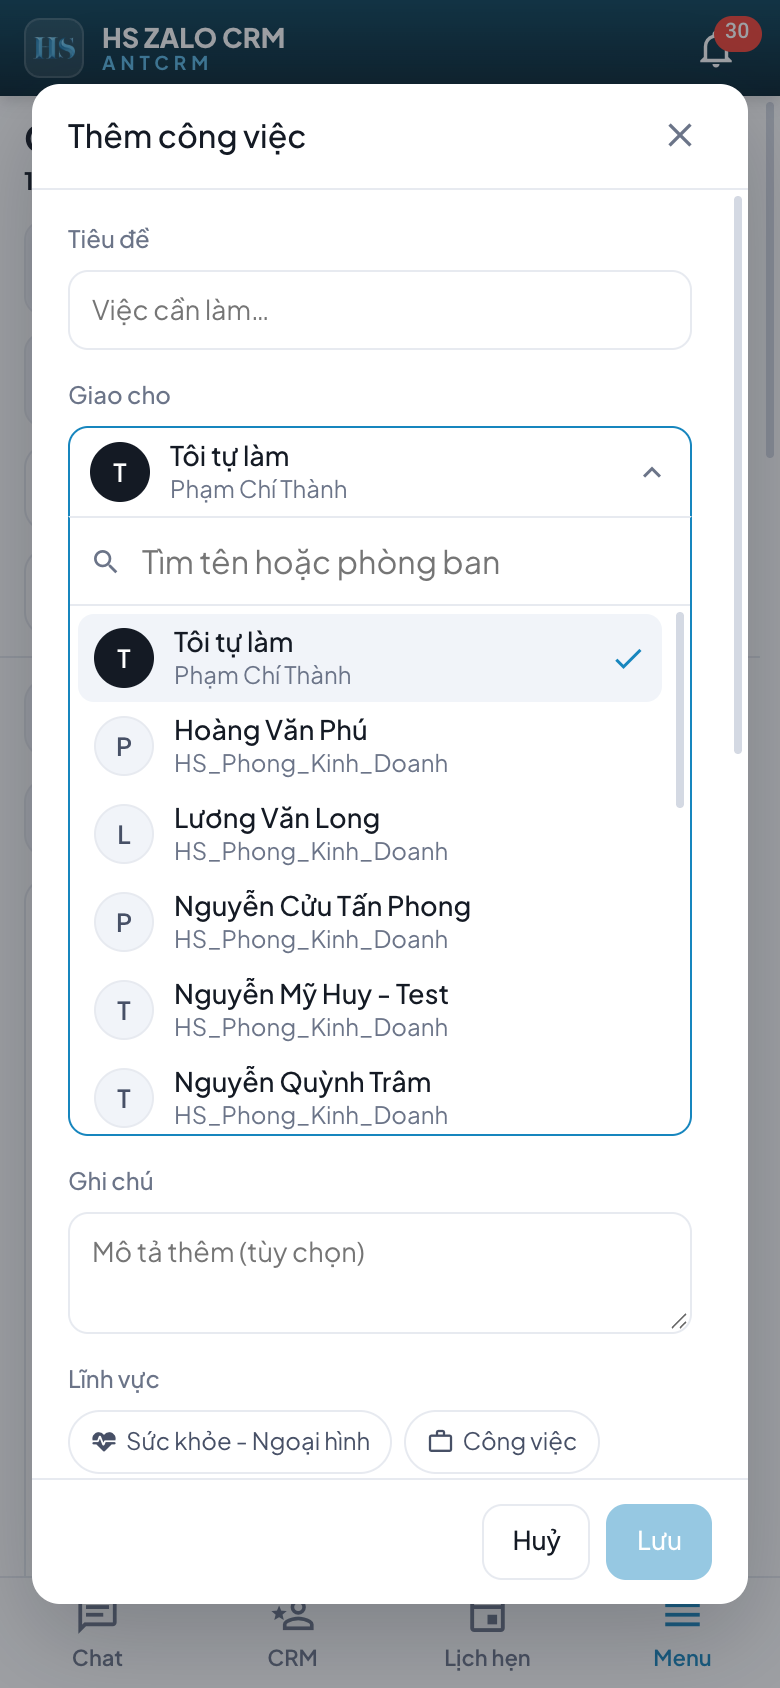 HS
HS ZALO CRM
ANTCRM
30
Thêm công việc
Tiêu đề
Việc cần làm...
Giao cho
T
Tôi tự làm
Phạm Chí Thành
Tìm tên hoặc phòng ban
T
Tôi tự làm
Phạm Chí Thành
P
Hoàng Văn Phú
HS_Phong_Kinh_Doanh
L
Lương Văn Long
HS_Phong_Kinh_Doanh
P
Nguyễn Cửu Tấn Phong
HS_Phong_Kinh_Doanh
T
Nguyễn Mỹ Huy - Test
HS_Phong_Kinh_Doanh
T
Nguyễn Quỳnh Trâm
HS_Phong_Kinh_Doanh
Ghi chú
Mô tả thêm (tùy chọn)
Lĩnh vực
Sức khỏe - Ngoại hình
Công việc
Huỷ
Lưu
Chat
CRM
Lịch hẹn
Menu